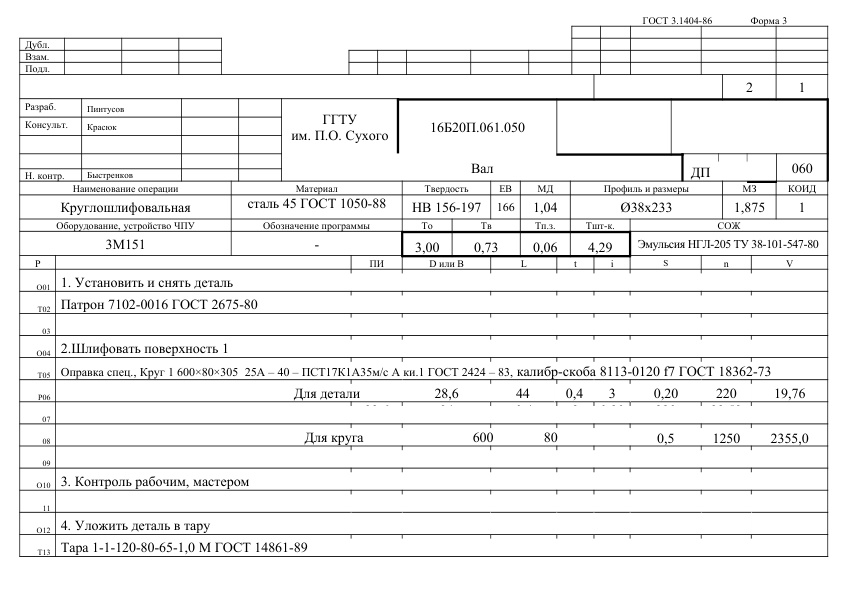 ГОСТ 3.1404-86 Форма 3
Дубл.
Взам.
Подл.
2 1
Разраб. Пинтусов
Консульт. Красюк
ГГТУ
им. П.О. Сухого
16Б20П.061.050
Н. контр. Быстренков
Вал
ДП 060
Наименование операции Материал Твердость ЕВ МД Профиль и размеры МЗ КОИД
Круглошлифовальная сталь 45 ГОСТ 1050-88 НВ 156-197 166 1,04 Ø38х233 1,875 1
Оборудование, устройство ЧПУ Обозначение программы То Тв Тп.з. Тшт-к. СОЖ
3М151 - 3,00 0,73 0,06 4,29 Эмульсия НГЛ-205 ТУ 38-101-547-80
Р ПИ D или В L t i S n V
О01 1. Установить и снять деталь
Т02 Патрон 7102-0016 ГОСТ 2675-80
03
О04 2.Шлифовать поверхность 1
Т05 Оправка спец., Круг 1 600×80×305 25А – 40 – ПСТ17К1А35м/с А ки.1 ГОСТ 2424 – 83, калибр-скоба 8113-0120 f7 ГОСТ 18362-73
Р06 Для детали 28,6 44 0,4 3 0,20 220 19,76
07
08 Для круга 600 80 0,5 1250 2355,0
09
О10 3. Контроль рабочим, мастером
11
О12 4. Уложить деталь в тару
Т13 Тара 1-1-120-80-65-1,0 М ГОСТ 14861-89